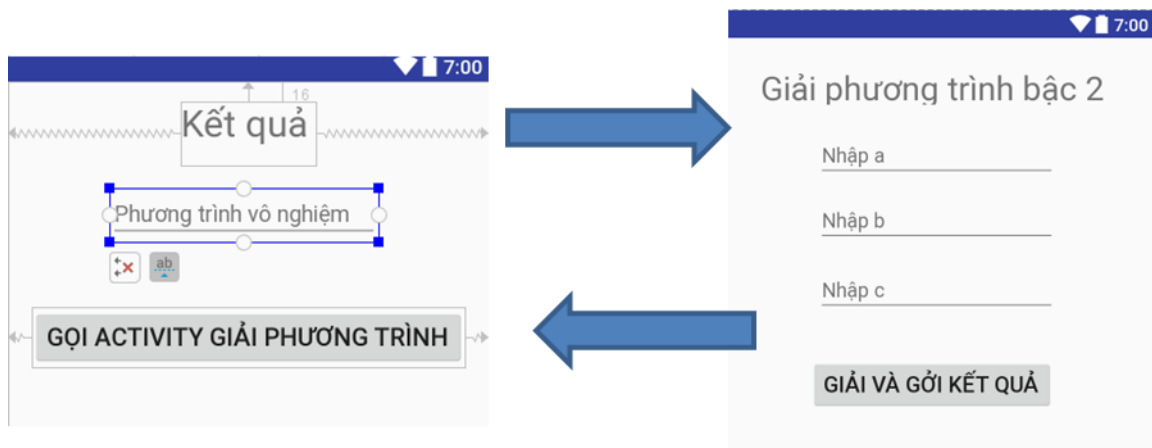 7:00
16
Kết quả
Phương trình vô nghiệm
ab
GỌI ACTIVITY GIẢI PHƯƠNG TRÌNH
7:00
Giải phương trình bậc 2
Nhập a
Nhập b
Nhập c
GIẢI VÀ GỞI KẾT QUẢ